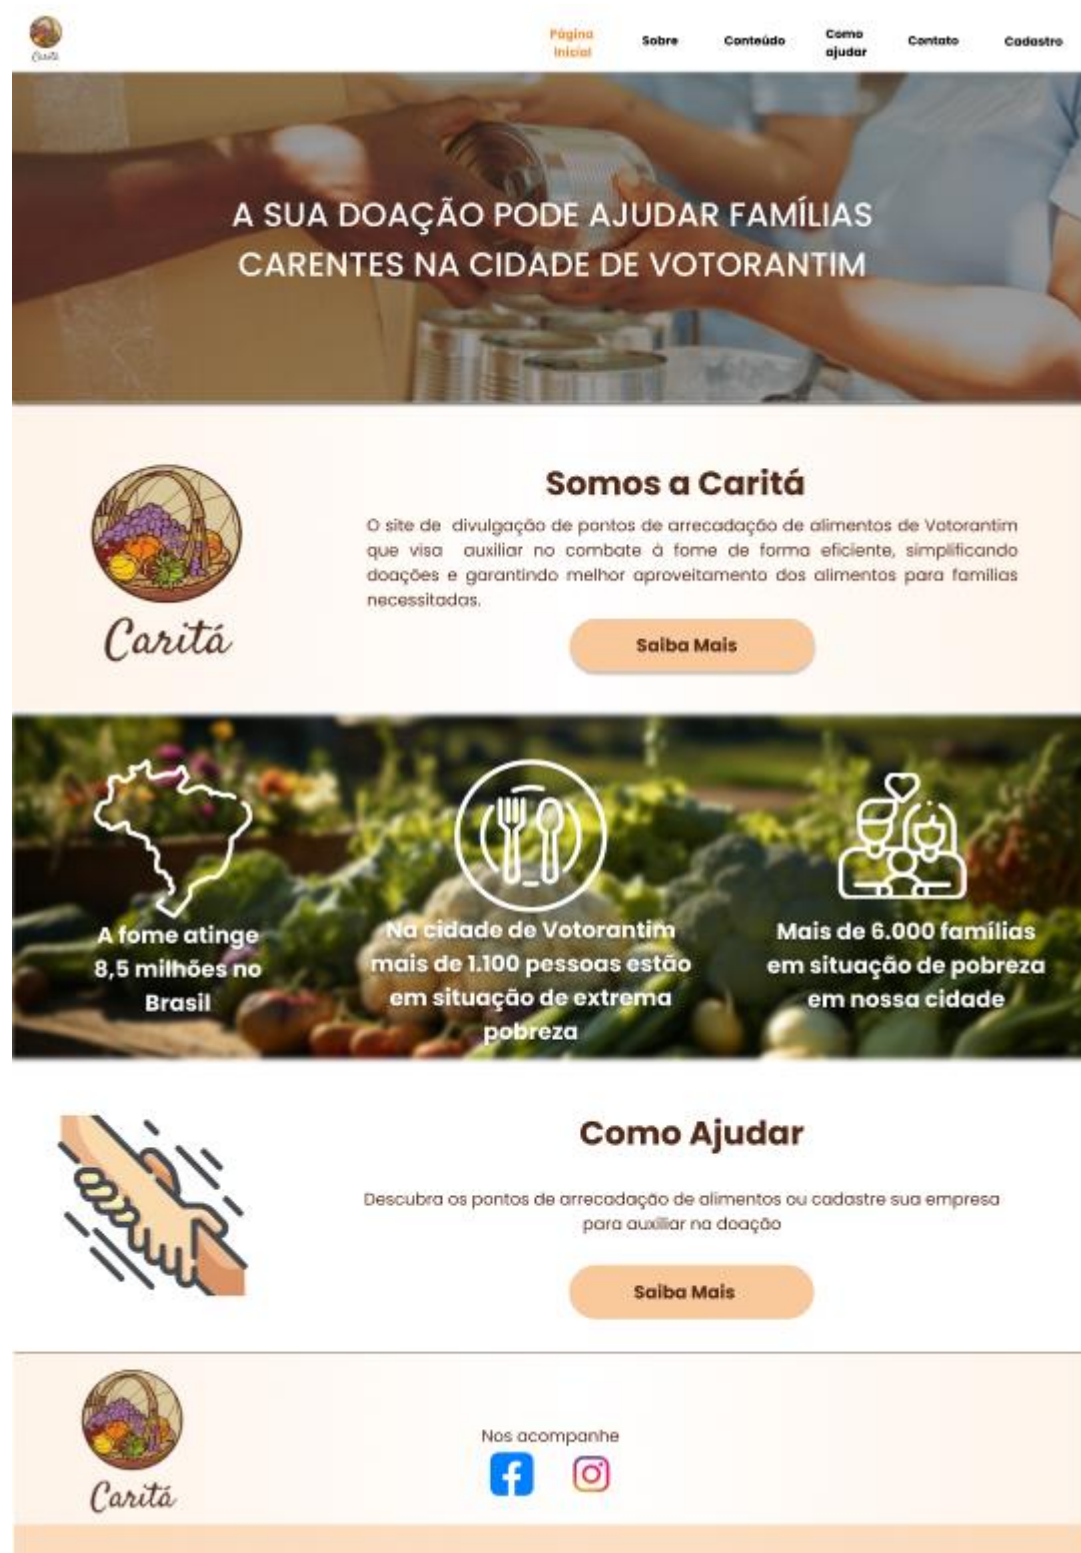 Caritá
Página
Inicial
Sobre
Conteúdo
Como
ajudar
Contato
Cadastro
A SUA DOAÇÃO PODE AJUDAR FAMÍLIAS
CARENTES NA CIDADE DE VOTORANTIM
Somos a Caritá
O site de divulgação de pontos de arrecadação de alimentos de Votorantim
que visa auxiliar no combate à fome de forma eficiente, simplificando
doações e garantindo melhor aproveitamento dos alimentos para famílias
necessitadas.
Caritá
Saiba Mais
A fome atinge
8,5 milhões no
Brasil
Na cidade de Votorantim
mais de 1.100 pessoas estão
em situação de extrema
pobreza
Mais de 6.000 famílias
em situação de pobreza
em nossa cidade
Como Ajudar
Descubra os pontos de arrecadação de alimentos ou cadastre sua empresa
para auxiliar na doação
Saiba Mais
Caritá
Nos acompanhe